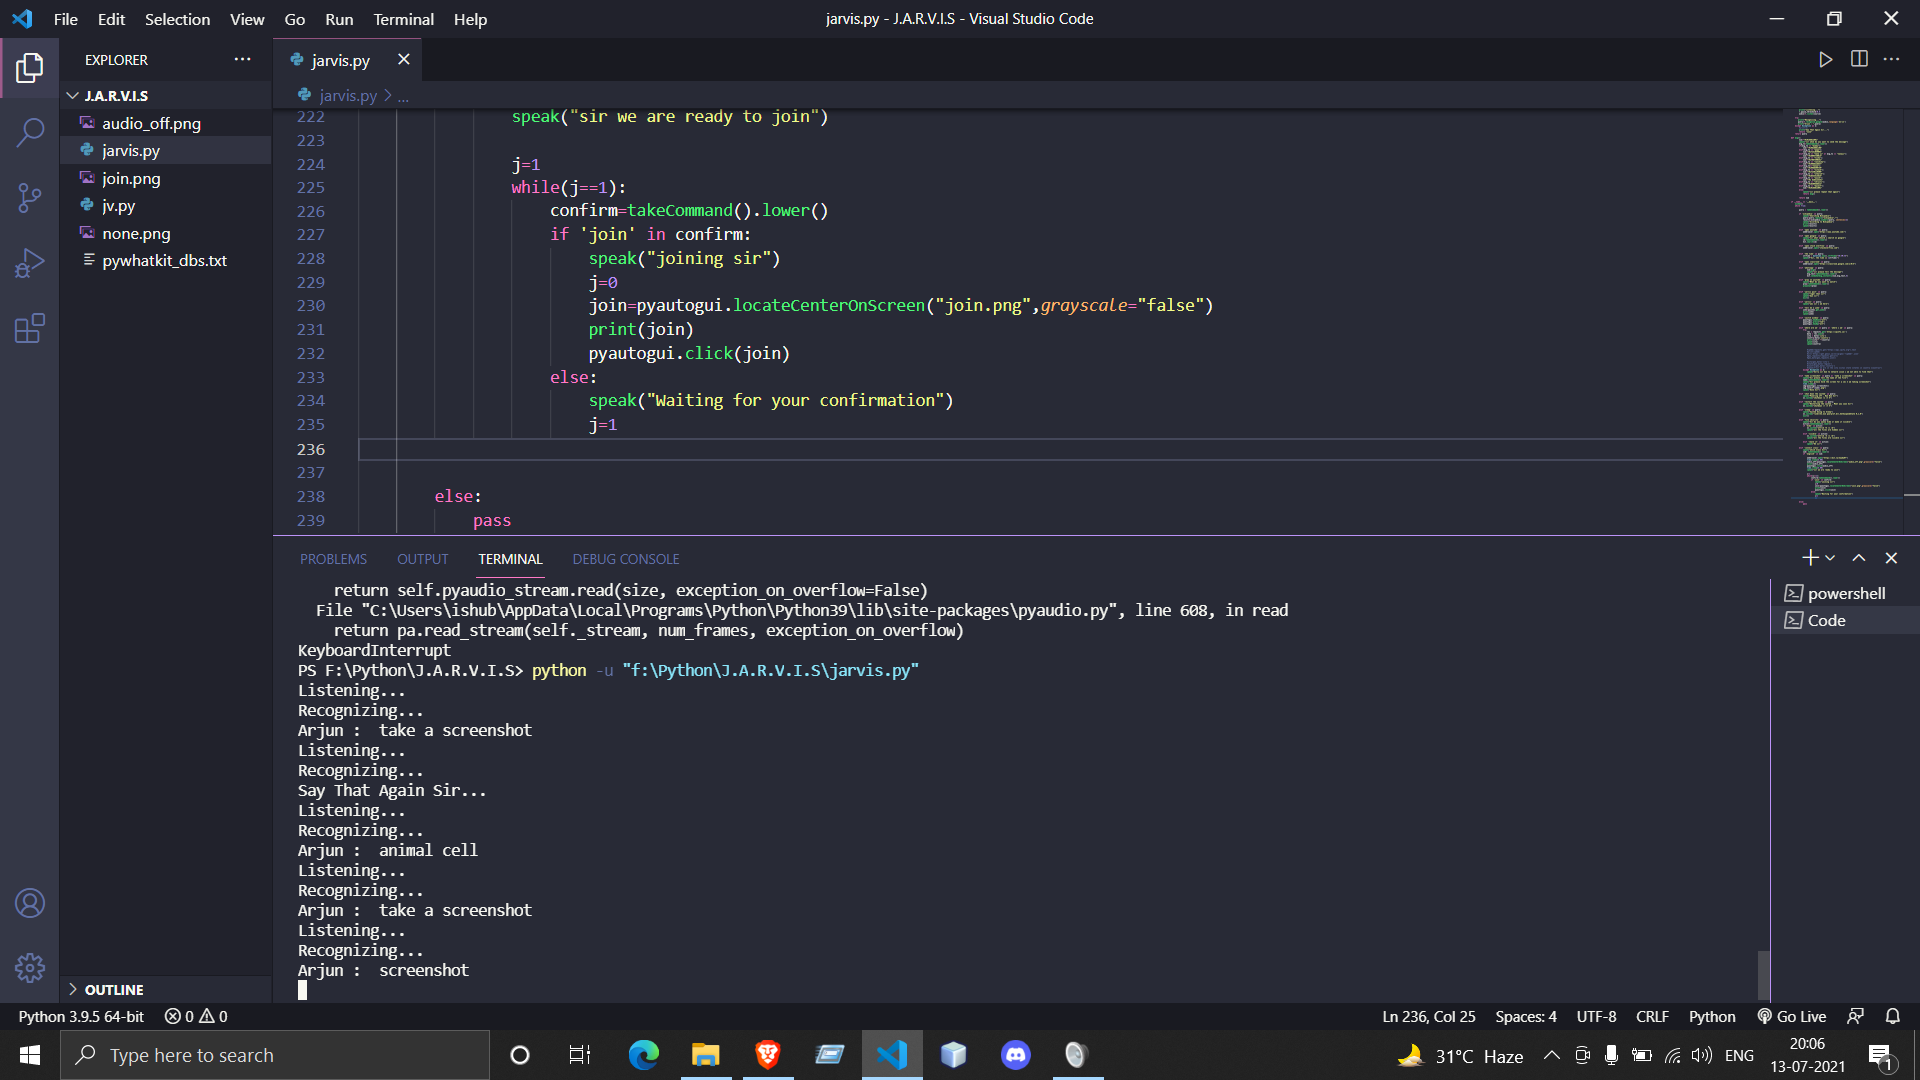 File Edit Selection View Go Run Terminal Help
jarvis.py - J.A.R.V.I.S - Visual Studio Code
EXPLORER
J.A.R.V.I.S
audio_off.png
jarvis.py
join.png
jv.py
none.png
pywhatkit_dbs.txt
OUTLINE
jarvis.py
jarvis.py > ...
222 speak("sir we are ready to join")
223
224 j=1
225 while(j==1):
226 confirm=takeCommand().lower()
227 if 'join' in confirm:
228 speak("joining sir")
229 j=0
230 join=pyautogui.locateCenterOnScreen("join.png",grayscale="false")
231 print(join)
232 pyautogui.click(join)
233 else:
234 speak("Waiting for your confirmation")
235 j=1
236
237
238 else:
239 pass
PROBLEMS OUTPUT TERMINAL DEBUG CONSOLE
return self.pyaudio_stream.read(size, exception_on_overflow=False)
File "C:\Users\ishub\AppData\Local\Programs\Python\Python39\lib\site-packages\pyaudio.py", line 608, in read
return pa.read_stream(self._stream, num_frames, exception_on_overflow)
KeyboardInterrupt
PS F:\Python\J.A.R.V.I.S> python -u "f:\Python\J.A.R.V.I.S\jarvis.py"
Listening...
Recognizing...
Arjun :  take a screenshot
Listening...
Recognizing...
Say That Again Sir...
Listening...
Recognizing...
Arjun :  animal cell
Listening...
Recognizing...
Arjun :  take a screenshot
Listening...
Recognizing...
Arjun :  screenshot
powershell
Code
Python 3.9.5 64-bit 0 0
Ln 236, Col 25 Spaces: 4 UTF-8 CRLF Python Go Live
Type here to search
31°C Haze
ENG
20:06
13-07-2021
1